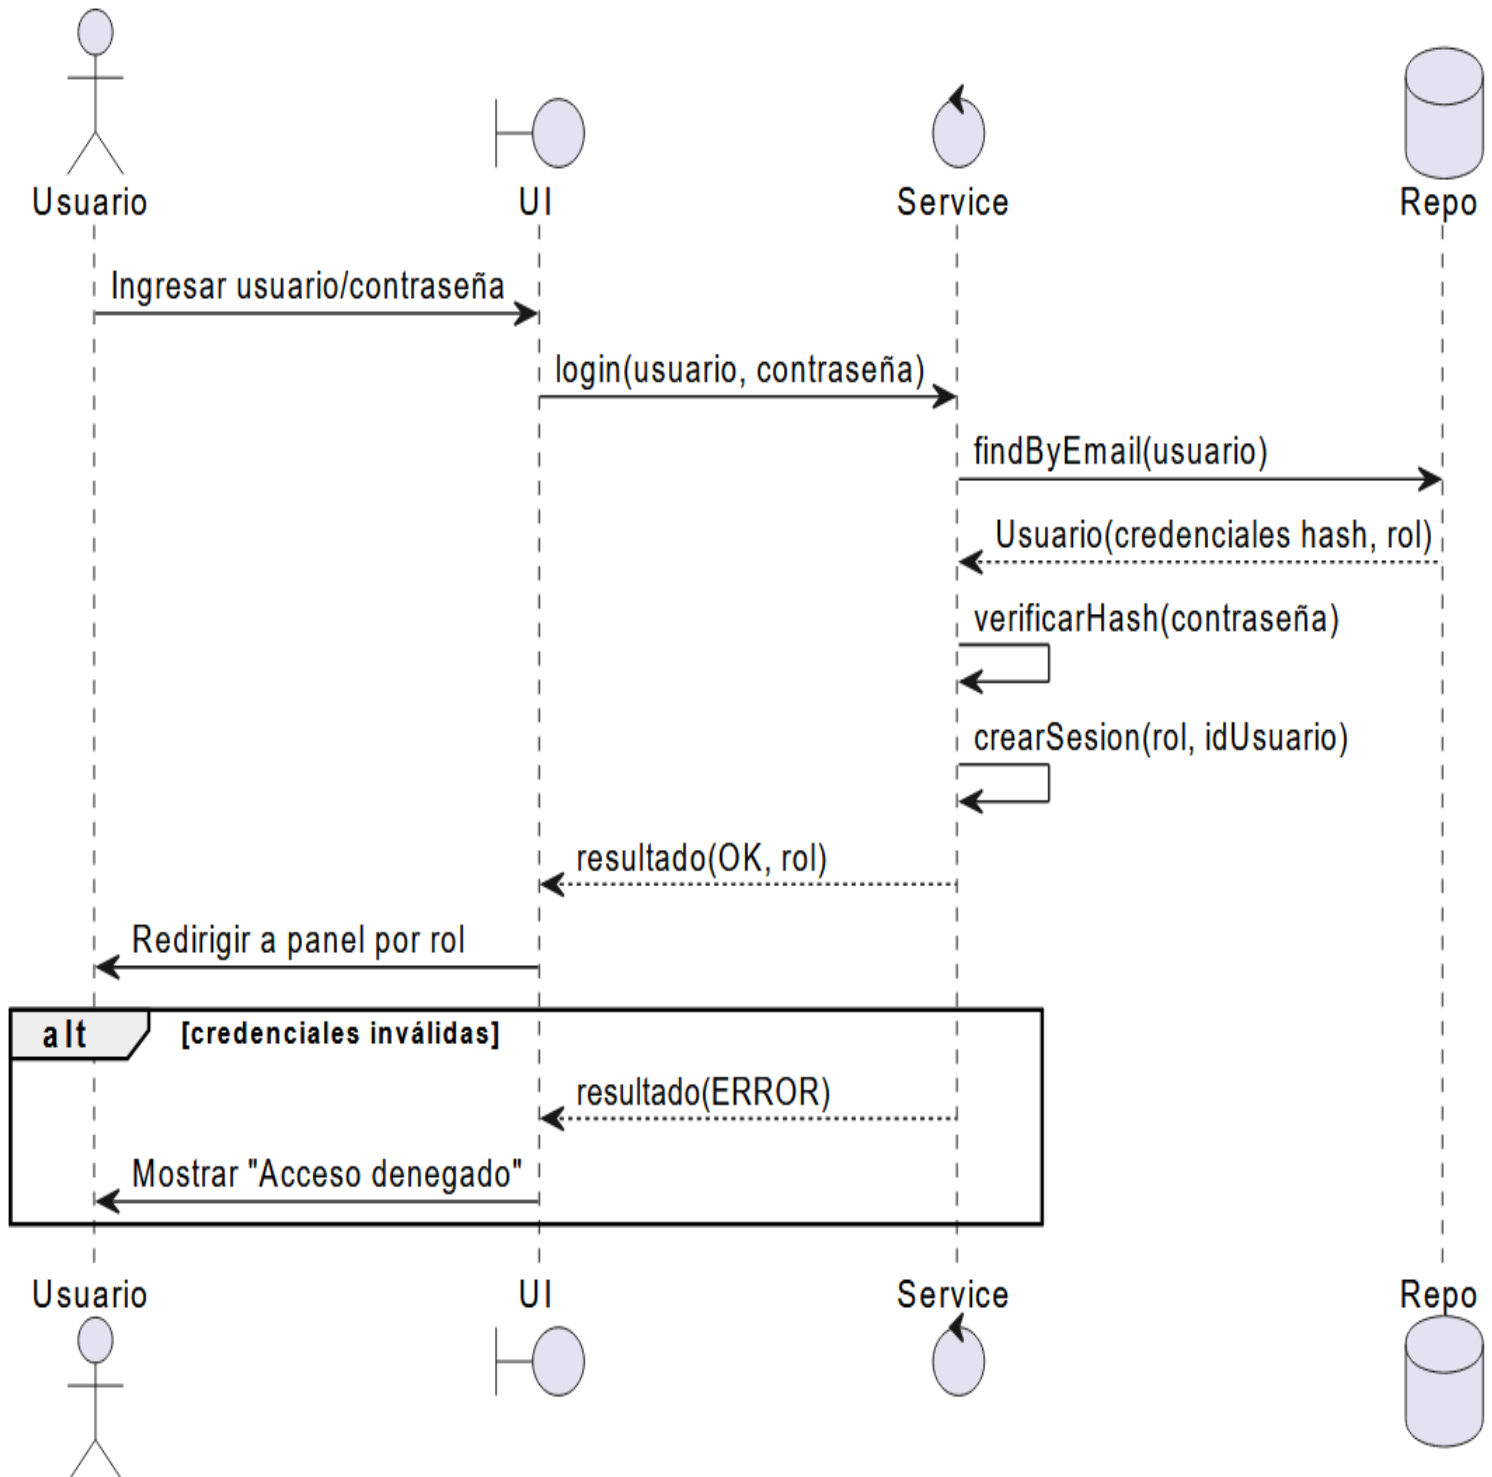 Usuario
UI
Service
Repo
Ingresar usuario/contraseña
login(usuario, contraseña)
findByEmail(usuario)
Usuario(credenciales hash, rol)
verificarHash(contraseña)
crearSesion(rol, idUsuario)
resultado(OK, rol)
Redirigir a panel por rol
alt
[credenciales inválidas]
resultado(ERROR)
Mostrar "Acceso denegado"
Usuario
UI
Service
Repo